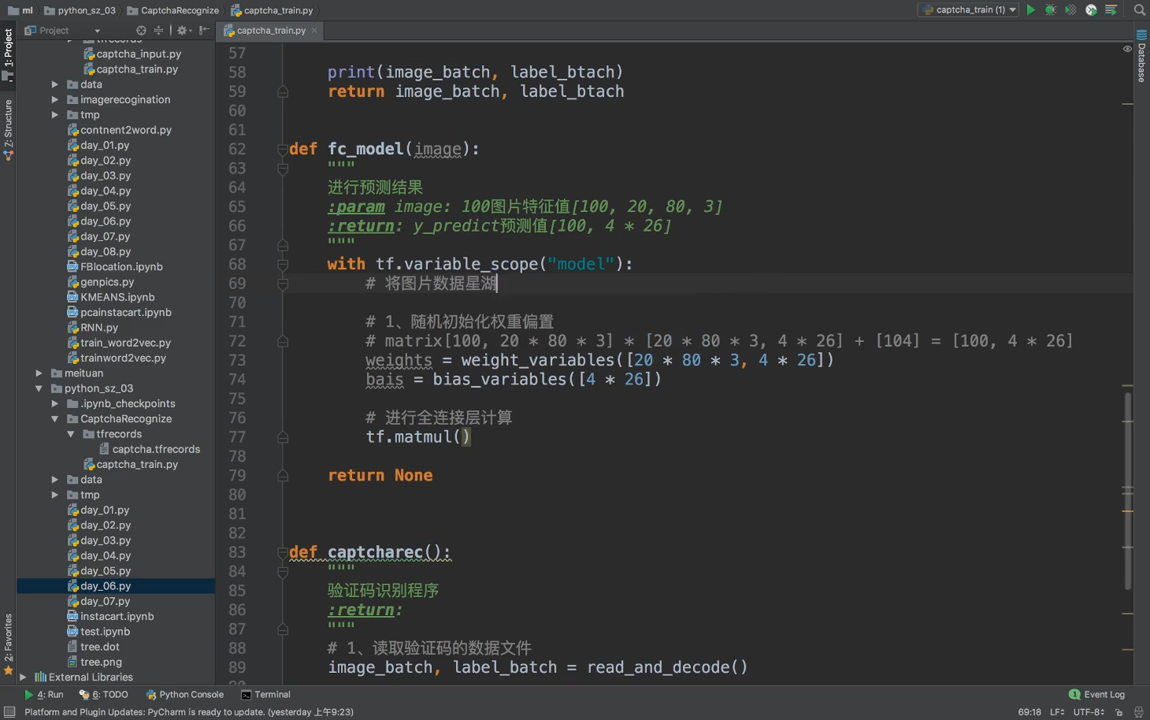 ml
python_sz_03
CaptchaRecognize
captcha_train.py
captcha_train (1)
Project
captcha_train.py
1: Project
Z: Structure
2: Favorites
Database
tfrecords
captcha_input.py
captcha_train.py
data
imagerecogination
tmp
contnent2word.py
day_01.py
day_02.py
day_03.py
day_04.py
day_05.py
day_06.py
day_07.py
day_08.py
FBlocation.ipynb
genpics.py
KMEANS.ipynb
pcainstacart.ipynb
RNN.py
train_word2vec.py
trainword2vec.py
meituan
python_sz_03
.ipynb_checkpoints
CaptchaRecognize
tfrecords
captcha.tfrecords
captcha_train.py
data
tmp
day_01.py
day_02.py
day_03.py
day_04.py
day_05.py
day_06.py
day_07.py
instacart.ipynb
test.ipynb
tree.dot
tree.png
External Libraries
57
58 print(image_batch, label_btach)
59 return image_batch, label_btach
60
61
62 def fc_model(image):
63 """
64 进行预测结果
65 :param image: 100图片特征值[100, 20, 80, 3]
66 :return: y_predict预测值[100, 4 * 26]
67 """
68 with tf.variable_scope("model"):
69 # 将图片数据星湖
70
71 # 1、随机初始化权重偏置
72 # matrix[100, 20 * 80 * 3] * [20 * 80 * 3, 4 * 26] + [104] = [100, 4 * 26]
73 weights = weight_variables([20 * 80 * 3, 4 * 26])
74 bais = bias_variables([4 * 26])
75
76 # 进行全连接层计算
77 tf.matmul()
78
79 return None
80
81
82
83 def captcharec():
84 """
85 验证码识别程序
86 :return:
87 """
88 # 1、读取验证码的数据文件
89 image_batch, label_batch = read_and_decode()
4: Run
6: TODO
Python Console
Terminal
Event Log
Platform and Plugin Updates: PyCharm is ready to update. (yesterday 上午9:23)
69:18
LF
UTF-8